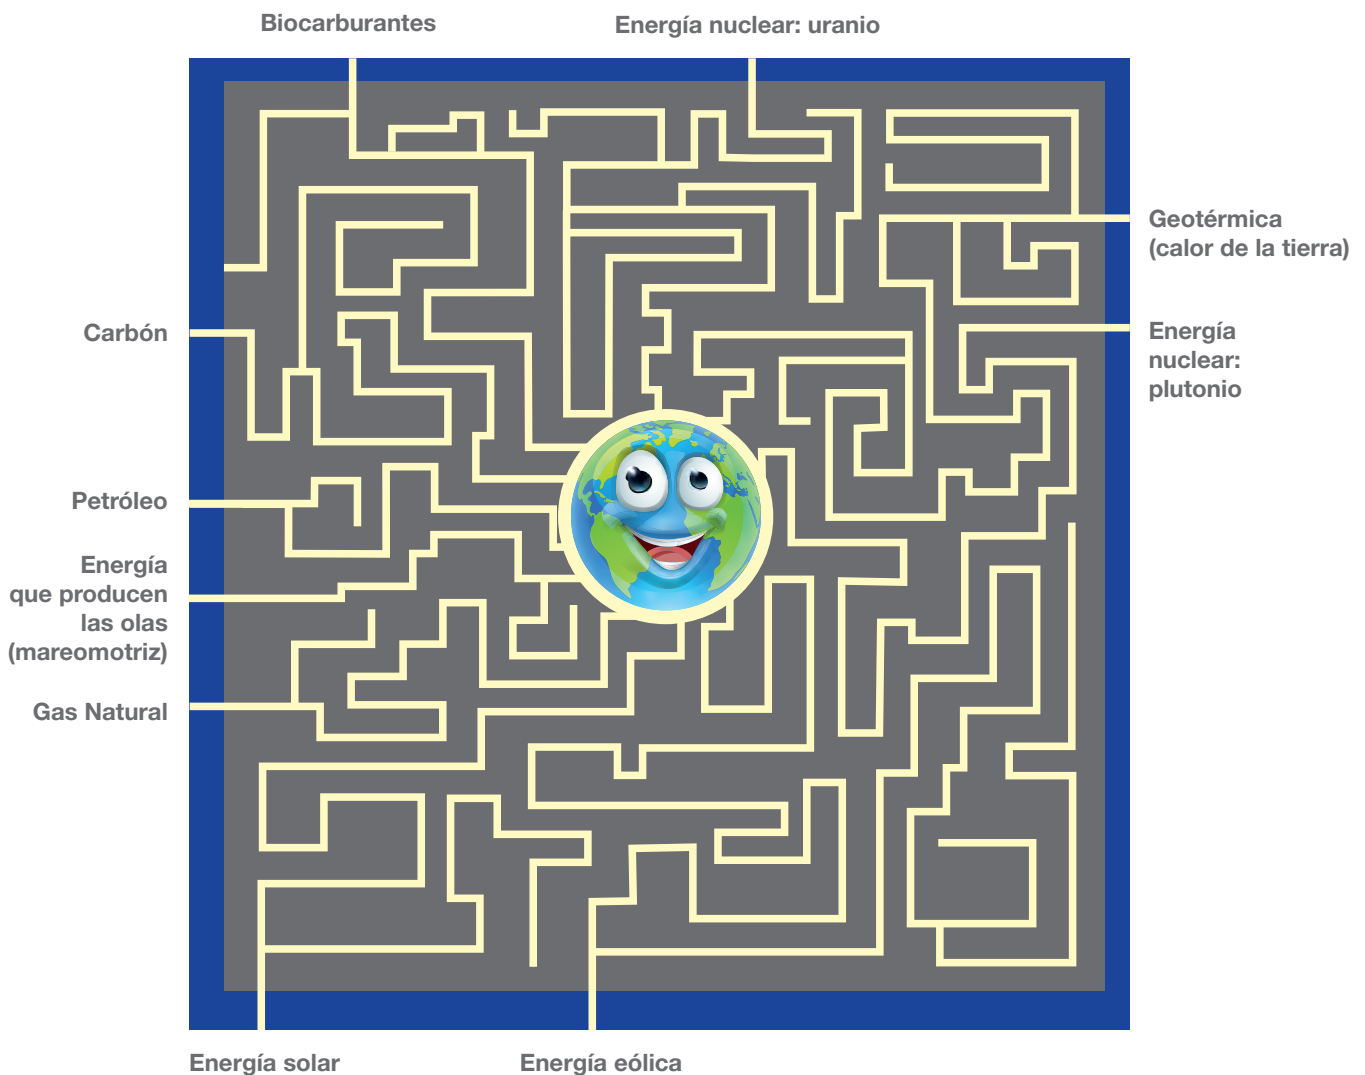 Biocarburantes
Energía nuclear: uranio
Geotérmica
(calor de la tierra)
Carbón
Energía
nuclear:
plutonio
Petróleo
Energía
que producen
las olas
(mareomotriz)
Gas Natural
Energía solar
Energía eólica